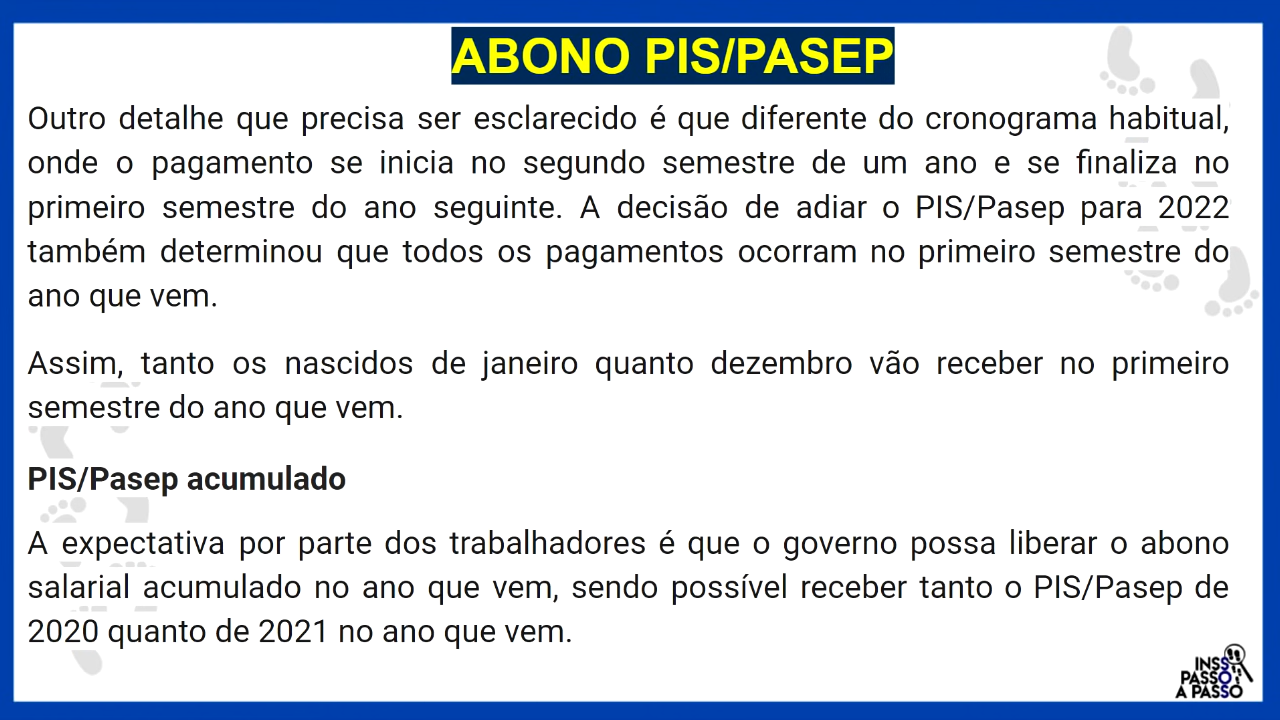 ABONO PIS/PASEP
Outro detalhe que precisa ser esclarecido é que diferente do cronograma habitual,
onde o pagamento se inicia no segundo semestre de um ano e se finaliza no
primeiro semestre do ano seguinte. A decisão de adiar o PIS/Pasep para 2022
também determinou que todos os pagamentos ocorram no primeiro semestre do
ano que vem.
Assim, tanto os nascidos de janeiro quanto dezembro vão receber no primeiro
semestre do ano que vem.
PIS/Pasep acumulado
A expectativa por parte dos trabalhadores é que o governo possa liberar o abono
salarial acumulado no ano que vem, sendo possível receber tanto o PIS/Pasep de
2020 quanto de 2021 no ano que vem.
INSS
PASSO
A PASSO